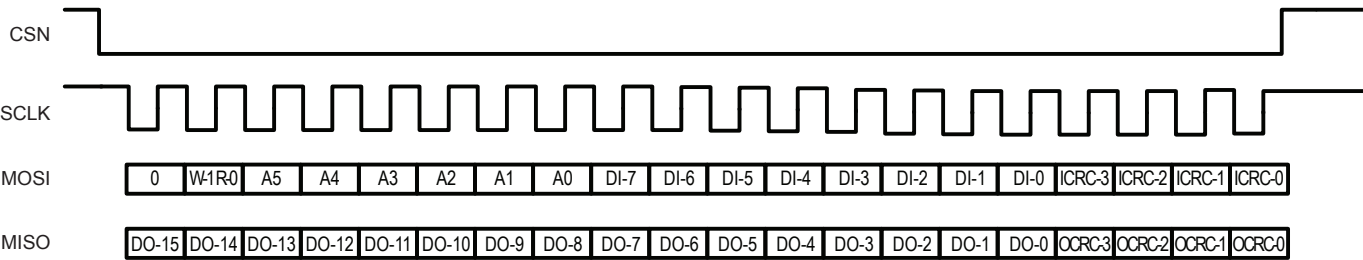 CSN
SCLK
MOSI 0 W-1 R-0 A5 A4 A3 A2 A1 A0 DI-7 DI-6 DI-5 DI-4 DI-3 DI-2 DI-1 DI-0 ICRC-3 ICRC-2 ICRC-1 ICRC-0
MISO DO-15 DO-14 DO-13 DO-12 DO-11 DO-10 DO-9 DO-8 DO-7 DO-6 DO-5 DO-4 DO-3 DO-2 DO-1 DO-0 OCRC-3 OCRC-2 OCRC-1 OCRC-0